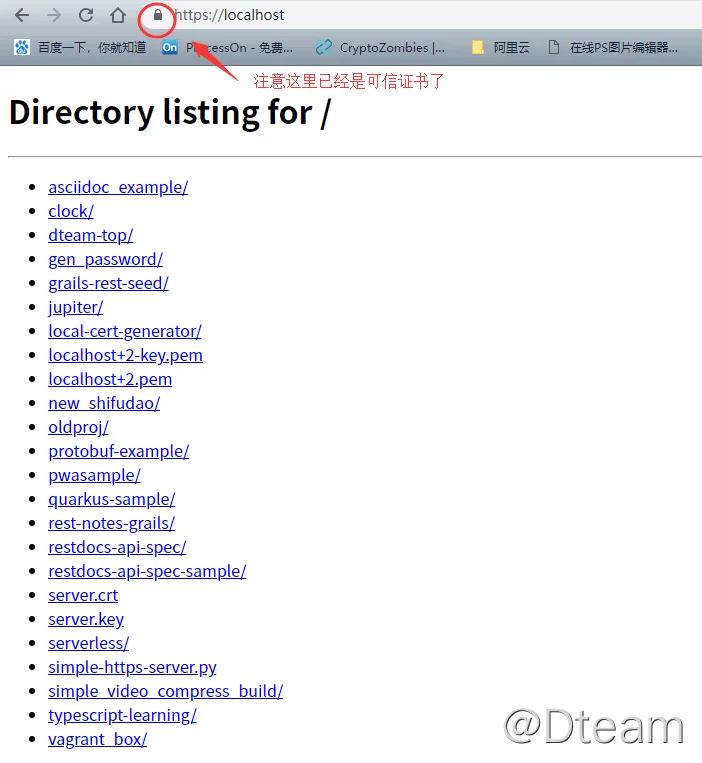 https://localhost
百度一下，你就知道 On ProcessOn - 免费... CryptoZombies |... 阿里云 在线PS图片编辑器...
注意这里已经是可信证书了
Directory listing for /
asciidoc_example/
clock/
dteam-top/
gen_password/
grails-rest-seed/
jupiter/
local-cert-generator/
localhost+2-key.pem
localhost+2.pem
new_shifudao/
oldproj/
protobuf-example/
pwasample/
quarkus-sample/
rest-notes-grails/
restdocs-api-spec/
restdocs-api-spec-sample/
server.crt
server.key
serverless/
simple-https-server.py
simple_video_compress_build/
typescript-learning/
vagrant_box/
@Dteam